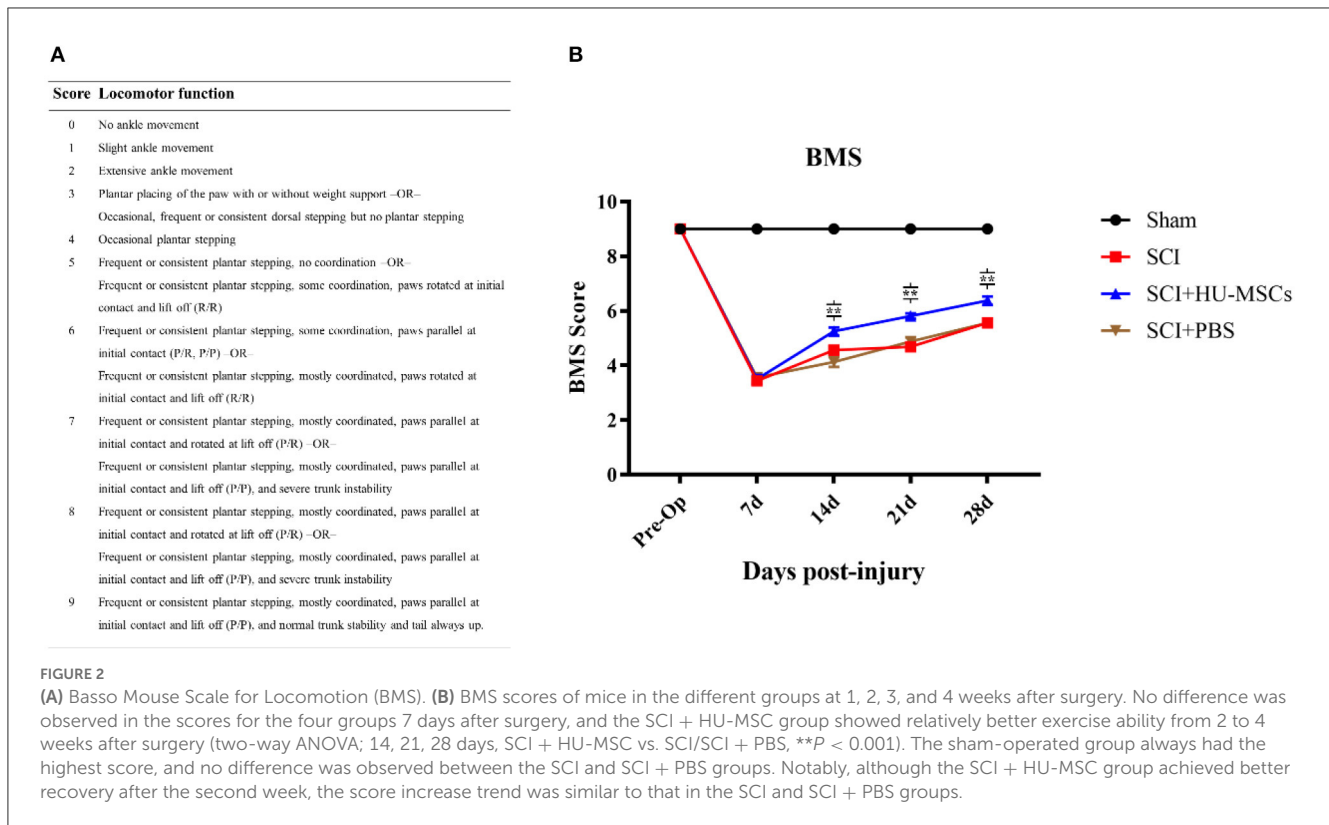 A
Score Locomotor function
0 No ankle movement
1 Slight ankle movement
2 Extensive ankle movement
3 Plantar placing of the paw with or without weight support –OR–
Occasional, frequent or consistent dorsal stepping but no plantar stepping
4 Occasional plantar stepping
5 Frequent or consistent plantar stepping, no coordination –OR–
Frequent or consistent plantar stepping, some coordination, paws rotated at initial
contact and lift off (R/R)
6 Frequent or consistent plantar stepping, some coordination, paws parallel at
initial contact (P/R, P/P) –OR–
Frequent or consistent plantar stepping, mostly coordinated, paws rotated at
initial contact and lift off (R/R)
7 Frequent or consistent plantar stepping, mostly coordinated, paws parallel at
initial contact and rotated at lift off (P/R) –OR–
Frequent or consistent plantar stepping, mostly coordinated, paws parallel at
initial contact and lift off (P/P), and severe trunk instability
8 Frequent or consistent plantar stepping, mostly coordinated, paws parallel at
initial contact and rotated at lift off (P/R) –OR–
Frequent or consistent plantar stepping, mostly coordinated, paws parallel at
initial contact and lift off (P/P), and severe trunk instability
9 Frequent or consistent plantar stepping, mostly coordinated, paws parallel at
initial contact and lift off (P/P), and normal trunk stability and tail always up.
B
BMS
BMS Score
10
8
6
4
2
0
** ** **
Pre-Op 7d 14d 21d 28d
Days post-injury
Sham
SCI
SCI+HU-MSCs
SCI+PBS
FIGURE 2
(A) Basso Mouse Scale for Locomotion (BMS). (B) BMS scores of mice in the different groups at 1, 2, 3, and 4 weeks after surgery. No difference was
observed in the scores for the four groups 7 days after surgery, and the SCI + HU-MSC group showed relatively better exercise ability from 2 to 4
weeks after surgery (two-way ANOVA; 14, 21, 28 days, SCI + HU-MSC vs. SCI/SCI + PBS, **P < 0.001). The sham-operated group always had the
highest score, and no difference was observed between the SCI and SCI + PBS groups. Notably, although the SCI + HU-MSC group achieved better
recovery after the second week, the score increase trend was similar to that in the SCI and SCI + PBS groups.